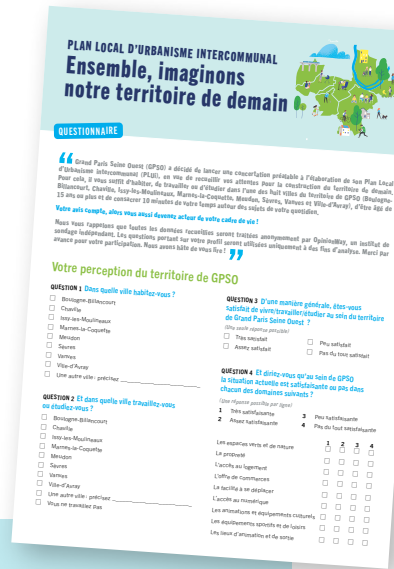 PLAN LOCAL D'URBANISME INTERCOMMUNAL
Ensemble, imaginons
notre territoire de demain
QUESTIONNAIRE
“ Grand Paris Seine Ouest (GPSO) a décidé de lancer une concertation préalable à l'élaboration de son Plan Local
d'Urbanisme intercommunal (PLUi), en vue de recueillir vos attentes pour la construction du territoire de demain.
Pour cela, il vous suffit d'habiter, de travailler ou d'étudier dans l'une des huit villes du territoire de GPSO (Boulogne-
Billancourt, Chaville, Issy-les-Moulineaux, Marnes-la-Coquette, Meudon, Sèvres, Vanves et Ville-d'Avray), d'être âgé de
15 ans ou plus et de consacrer 10 minutes de votre temps autour des sujets de votre quotidien.
Votre avis compte, alors vous aussi devenez acteur de votre cadre de vie !
Nous vous rappelons que toutes les données recueillies seront traitées anonymement par OpinionWay, un institut de
sondage indépendant. Les questions portant sur votre profil seront utilisées uniquement à des fins d'analyse. Merci par
avance pour votre participation. Nous avons hâte de vous lire ! ”
Votre perception du territoire de GPSO
QUESTION 1 Dans quelle ville habitez-vous ?
Boulogne-Billancourt
Chaville
Issy-les-Moulineaux
Marnes-la-Coquette
Meudon
Sèvres
Vanves
Ville-d'Avray
Une autre ville : précisez
QUESTION 2 Et dans quelle ville travaillez-vous
ou étudiez-vous ?
Boulogne-Billancourt
Chaville
Issy-les-Moulineaux
Marnes-la-Coquette
Meudon
Sèvres
Vanves
Ville-d'Avray
Une autre ville : précisez
Vous ne travaillez pas
QUESTION 3 D'une manière générale, êtes-vous
satisfait de vivre/travailler/étudier au sein du territoire
de Grand Paris Seine Ouest ?
(Une seule réponse possible)
Très satisfait Peu satisfait
Assez satisfait Pas du tout satisfait
QUESTION 4 Et diriez-vous qu'au sein de GPSO
la situation actuelle est satisfaisante ou pas dans
chacun des domaines suivants ?
(Une réponse possible par ligne)
1 Très satisfaisante 3 Peu satisfaisante
2 Assez satisfaisante 4 Pas du tout satisfaisante
1 2 3 4
Les espaces verts et de nature
La propreté
L'accès au logement
L'offre de commerces
La facilité à se déplacer
L'accès au numérique
Les animations et équipements culturels
Les équipements sportifs et de loisirs
Les lieux d'animation et de sortie